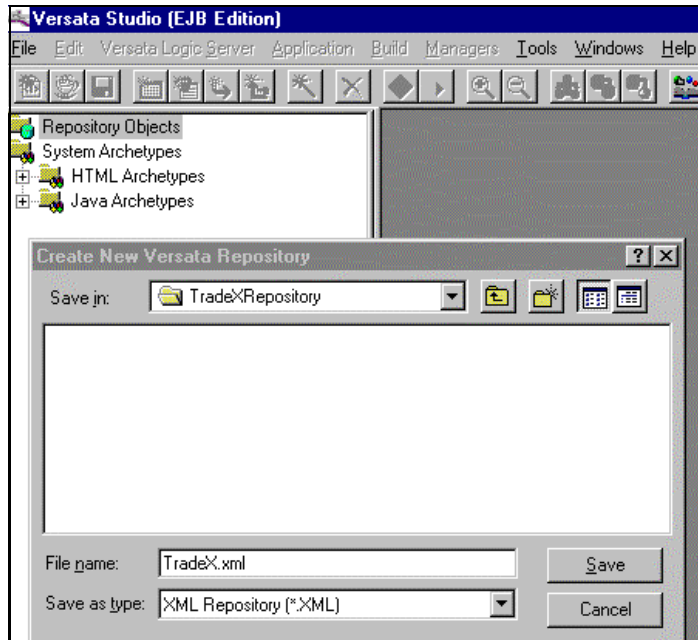 Versata Studio (EJB Edition)
File Edit Versata Logic Server Application Build Managers Tools Windows Help
Repository Objects
System Archetypes
HTML Archetypes
Java Archetypes
Create New Versata Repository
Save in: TradeXRepository
File name: TradeX.xml Save
Save as type: XML Repository (*.XML) Cancel